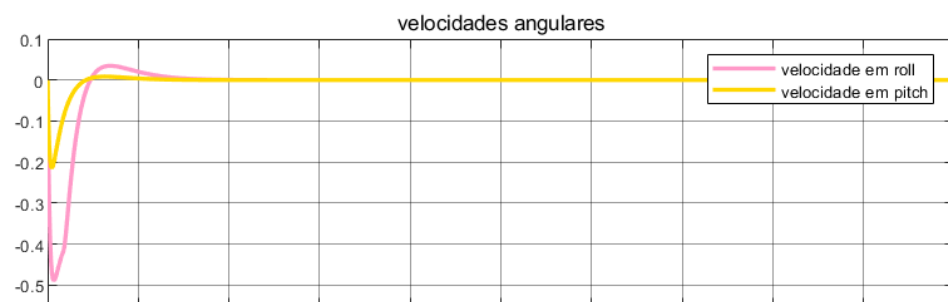 velocidades angulares
0.1
0
-0.1
-0.2
-0.3
-0.4
-0.5
velocidade em roll
velocidade em pitch